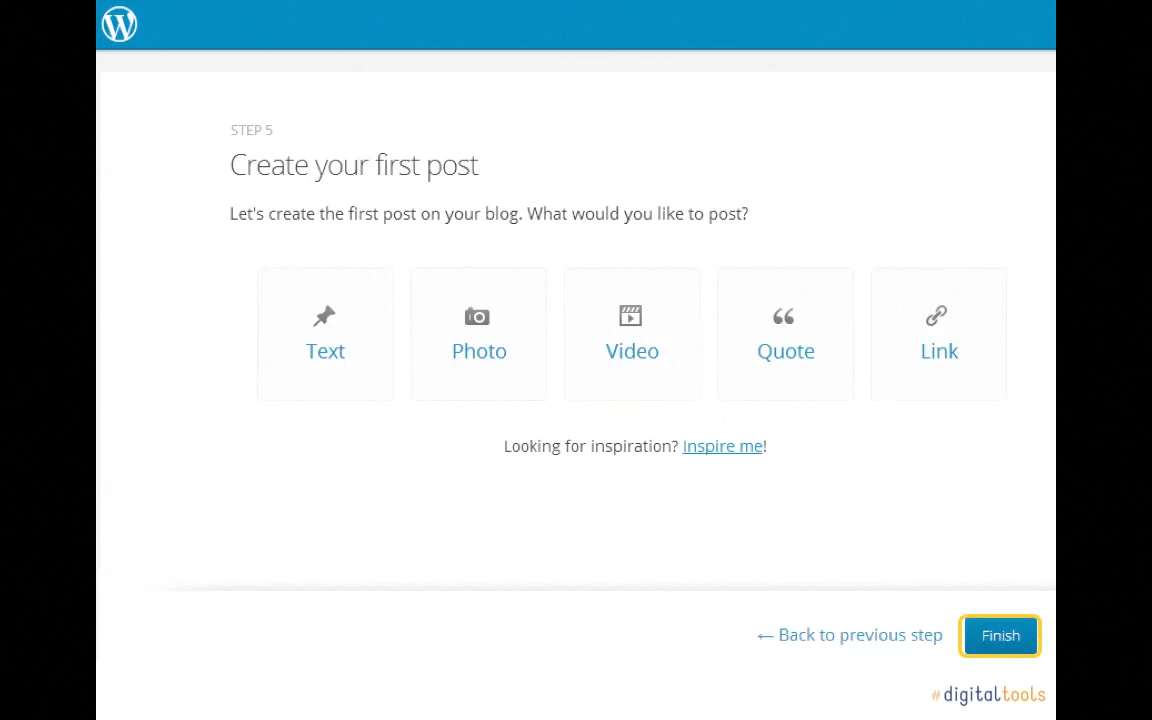 STEP 5
Create your first post
Let's create the first post on your blog. What would you like to post?
Text Photo Video Quote Link
Looking for inspiration? Inspire me!
← Back to previous step Finish
#digitaltools